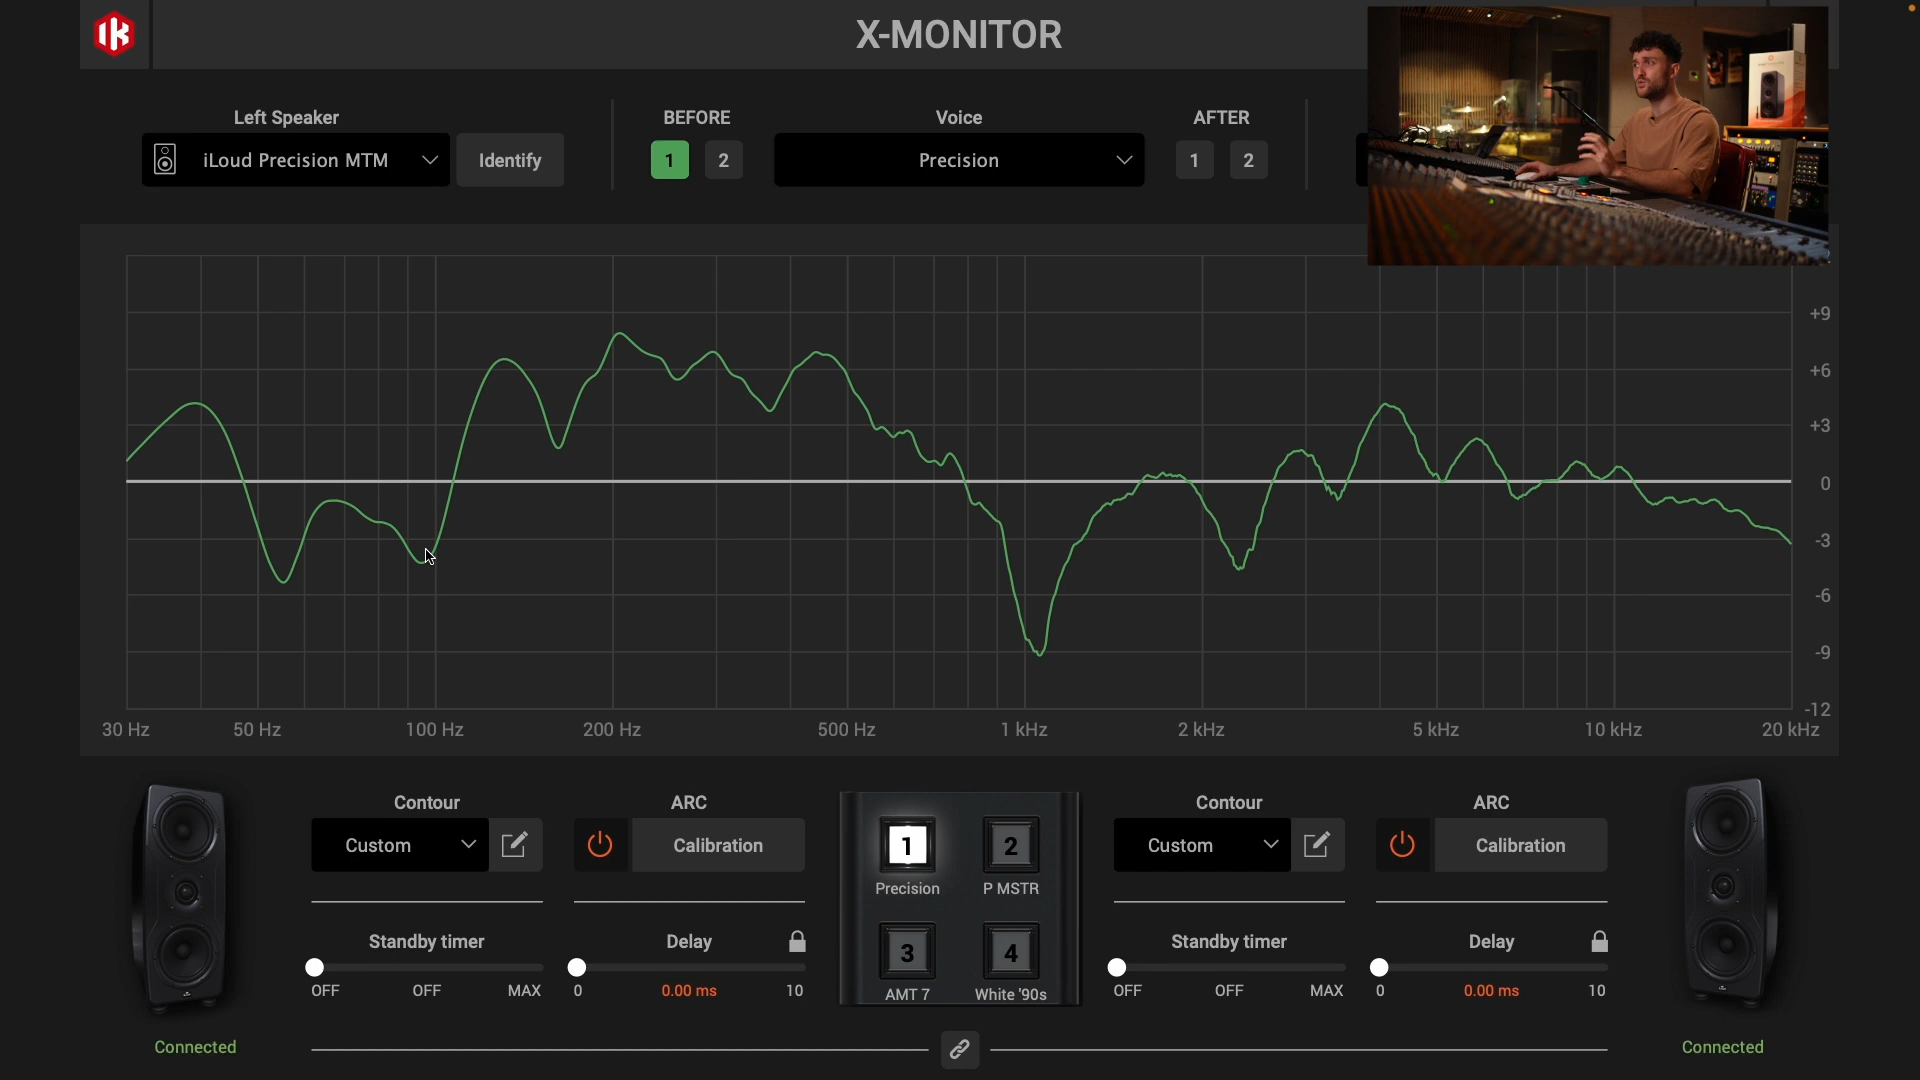 IK
X-MONITOR
Left Speaker
iLoud Precision MTM
Identify
BEFORE
1 2
Voice
Precision
AFTER
1 2
+9
+6
+3
0
-3
-6
-9
-12
30 Hz 50 Hz 100 Hz 200 Hz 500 Hz 1 kHz 2 kHz 5 kHz 10 kHz 20 kHz
Contour
Custom
ARC
Calibration
Standby timer
OFF OFF MAX
Delay
0 0.00 ms 10
1 2
Precision P MSTR
3 4
AMT 7 White '90s
Contour
Custom
ARC
Calibration
Standby timer
OFF OFF MAX
Delay
0 0.00 ms 10
Connected
Connected